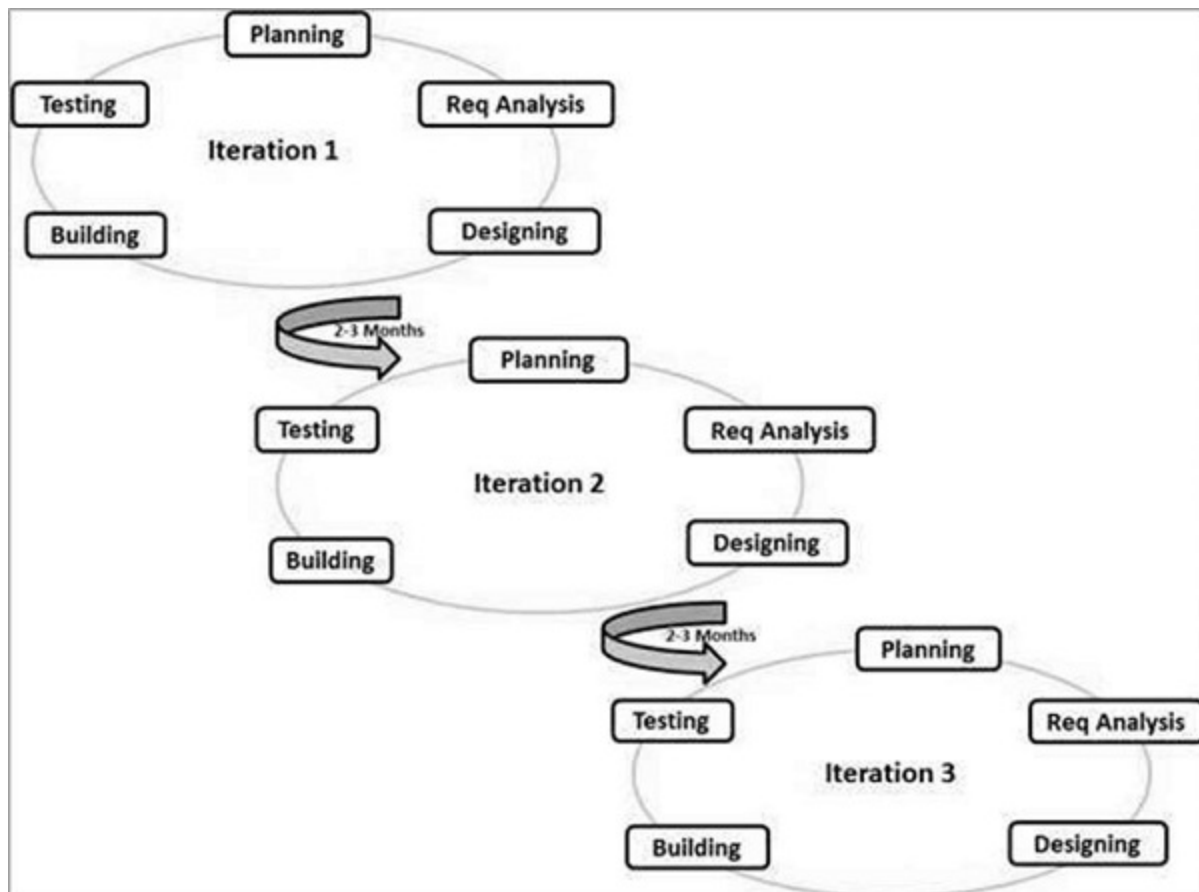 Planning
Testing
Req Analysis
Iteration 1
Building
Designing
2-3 Months
Planning
Testing
Req Analysis
Iteration 2
Building
Designing
2-3 Months
Planning
Testing
Req Analysis
Iteration 3
Building
Designing